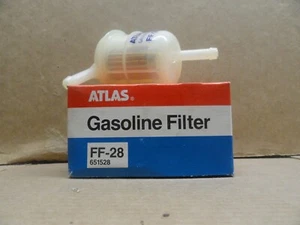 ATLAS®
Gasoline Filter
FF-28
651528